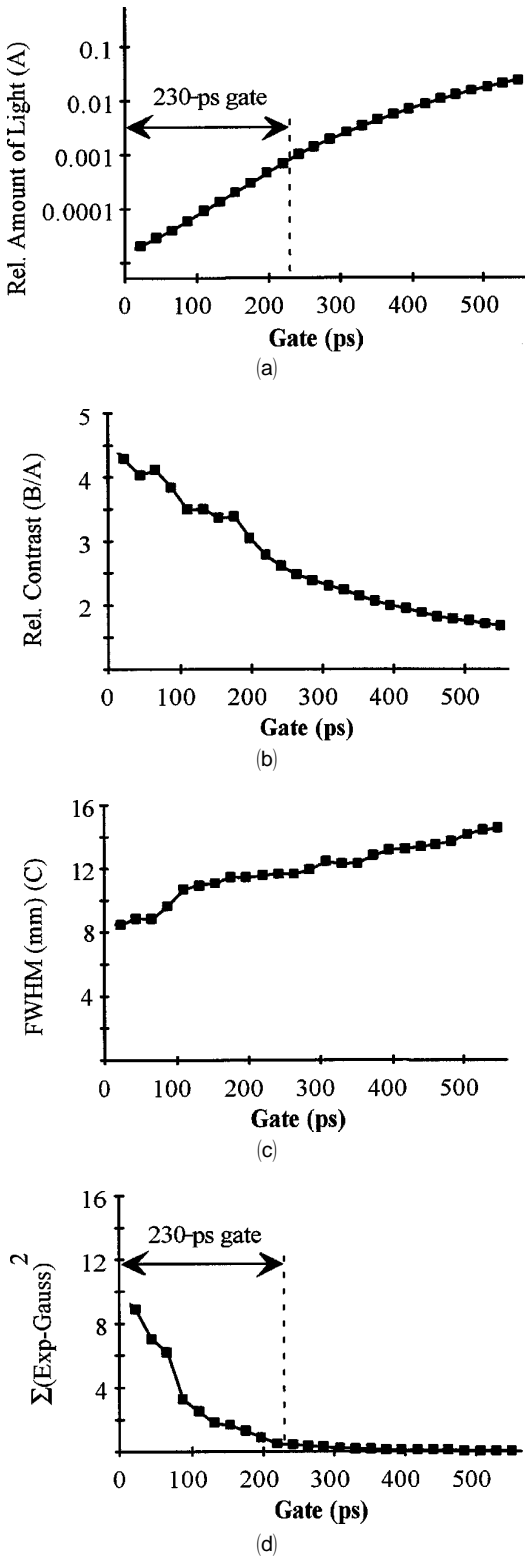 Rel. Amount of Light (A)
0.1
0.01
0.001
0.0001
230-ps gate
0 100 200 300 400 500
Gate (ps)
(a)
Rel. Contrast (B/A)
5
4
3
2
0 100 200 300 400 500
Gate (ps)
(b)
FWHM (mm) (C)
16
12
8
4
0 100 200 300 400 500
Gate (ps)
(c)
Σ(Exp-Gauss)²
16
12
8
4
230-ps gate
0 100 200 300 400 500
Gate (ps)
(d)